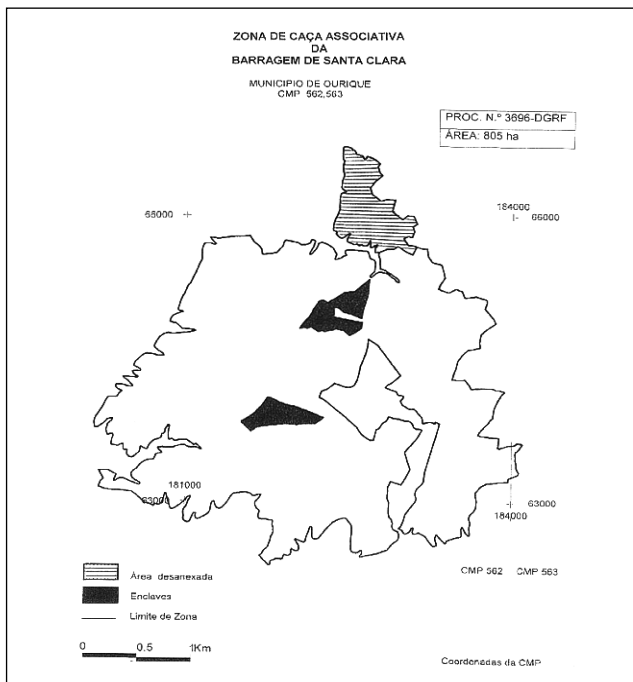 ZONA DE CAÇA ASSOCIATIVA
DA
BARRAGEM DE SANTA CLARA
MUNICIPIO DE OURIQUE
CMP 562,563
PROC. N.º 3696-DGRF
ÁREA: 805 ha
184000
66000
66000
181000
63000
63000
184000
CMP 562 CMP 563
Área desanexada
Enclaves
Limite de Zona
0 0.5 1Km
Coordenadas da CMP